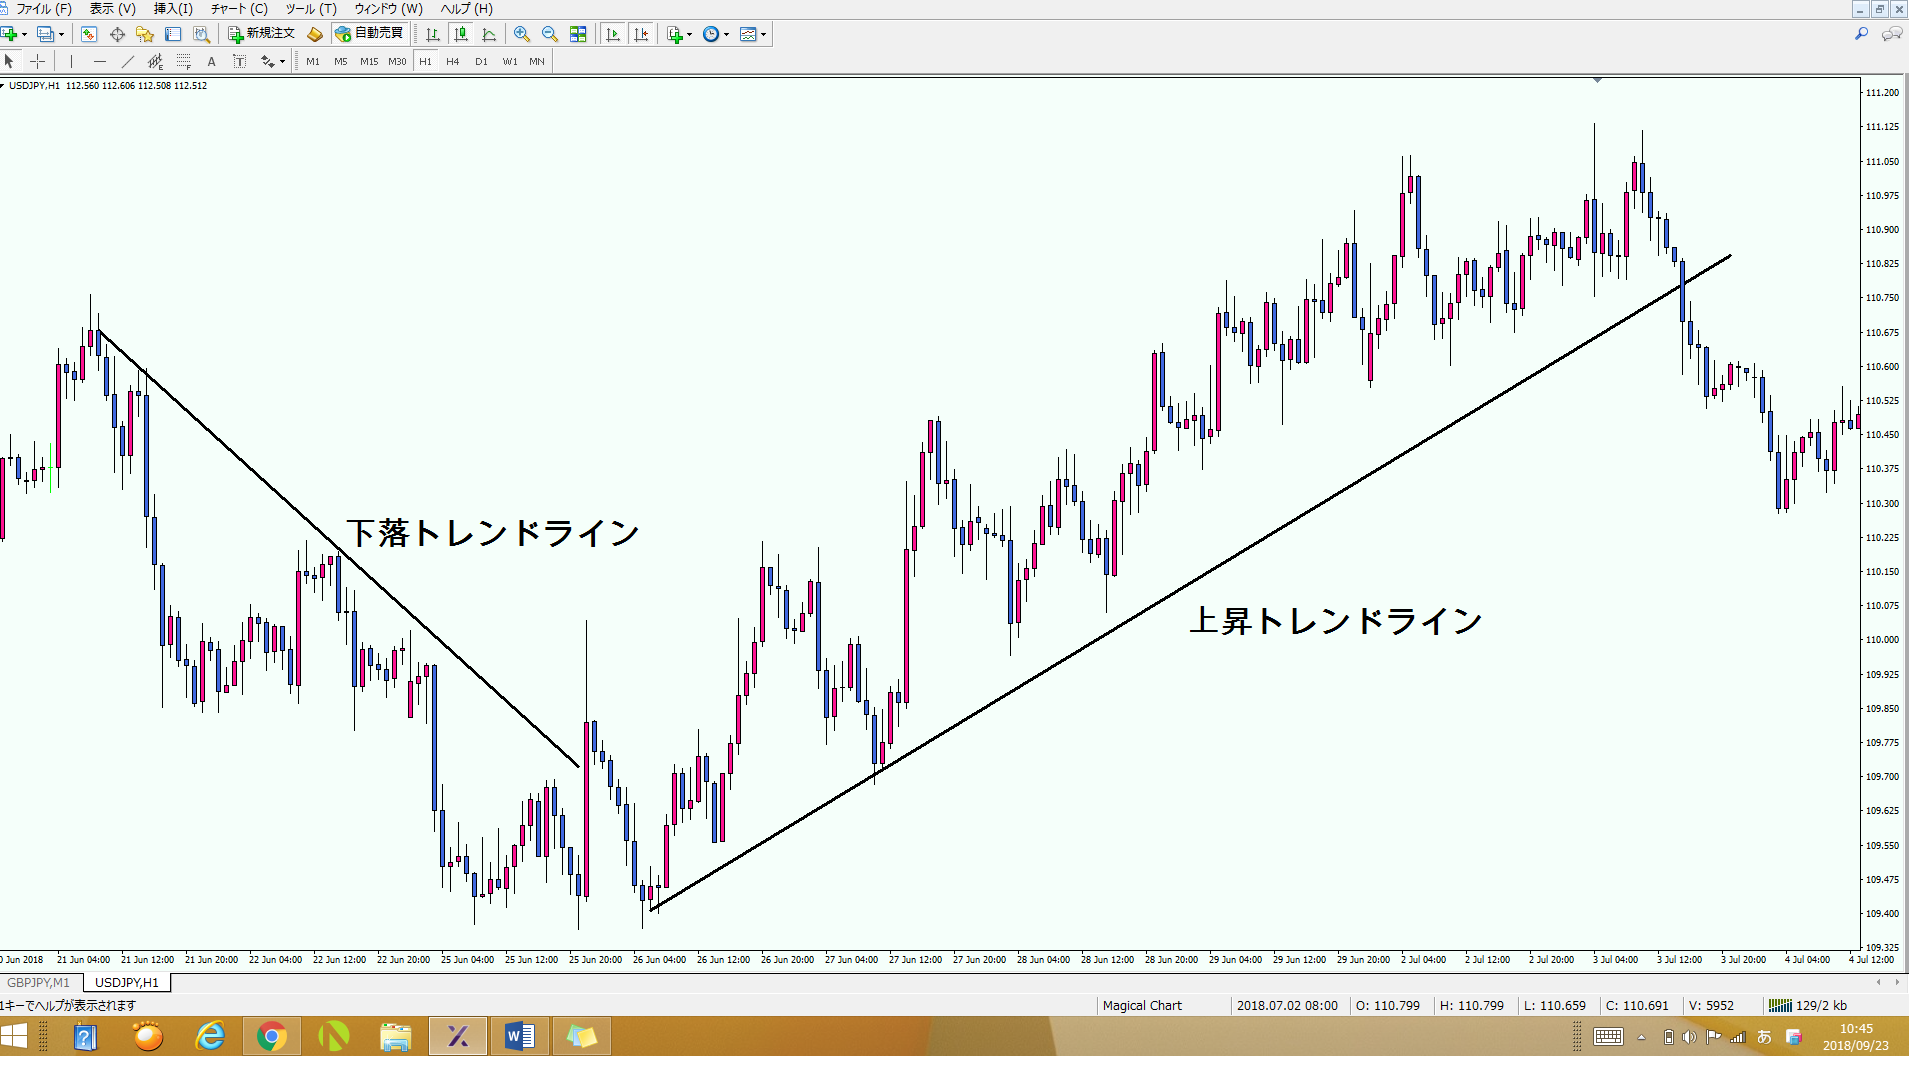 ファイル (F) 表示 (V) 挿入(I) チャート (C) ツール (T) ウィンドウ (W) ヘルプ (H)
新規注文 自動売買
A T M1 M5 M15 M30 H1 H4 D1 W1 MN
USDJPY,H1 112.560 112.606 112.508 112.512
111.200
111.125
111.050
110.975
110.900
110.825
110.750
110.675
110.600
110.525
110.450
110.375
110.300
110.225
110.150
110.075
110.000
109.925
109.850
109.775
109.700
109.625
109.550
109.475
109.400
109.325
下落トレンドライン
上昇トレンドライン
0 Jun 2018 21 Jun 04:00 21 Jun 12:00 21 Jun 20:00 22 Jun 04:00 22 Jun 12:00 22 Jun 20:00 25 Jun 04:00 25 Jun 12:00 25 Jun 20:00 26 Jun 04:00 26 Jun 12:00 26 Jun 20:00 27 Jun 04:00 27 Jun 12:00 27 Jun 20:00 28 Jun 04:00 28 Jun 12:00 28 Jun 20:00 29 Jun 04:00 29 Jun 12:00 29 Jun 20:00 2 Jul 04:00 2 Jul 12:00 2 Jul 20:00 3 Jul 04:00 3 Jul 12:00 3 Jul 20:00 4 Jul 04:00 4 Jul 12:00
GBPJPY,M1 USDJPY,H1
1キーでヘルプが表示されます Magical Chart 2018.07.02 08:00 O: 110.799 H: 110.799 L: 110.659 C: 110.691 V: 5952 129/2 kb
あ 10:45
2018/09/23